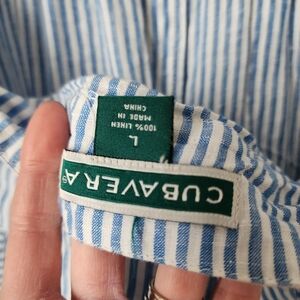 CUBAVERA®
L
100% LINEN
MADE IN
CHINA